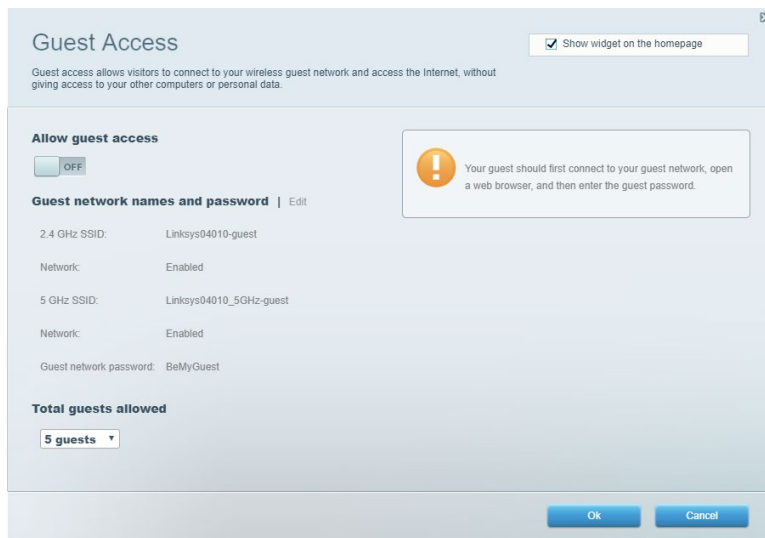 Guest Access
Show widget on the homepage
Guest access allows visitors to connect to your wireless guest network and access the Internet, without
giving access to your other computers or personal data.
Allow guest access
OFF
Your guest should first connect to your guest network, open
a web browser, and then enter the guest password.
Guest network names and password | Edit
2.4 GHz SSID: Linksys04010-guest
Network: Enabled
5 GHz SSID: Linksys04010_5GHz-guest
Network: Enabled
Guest network password: BeMyGuest
Total guests allowed
5 guests
Ok
Cancel